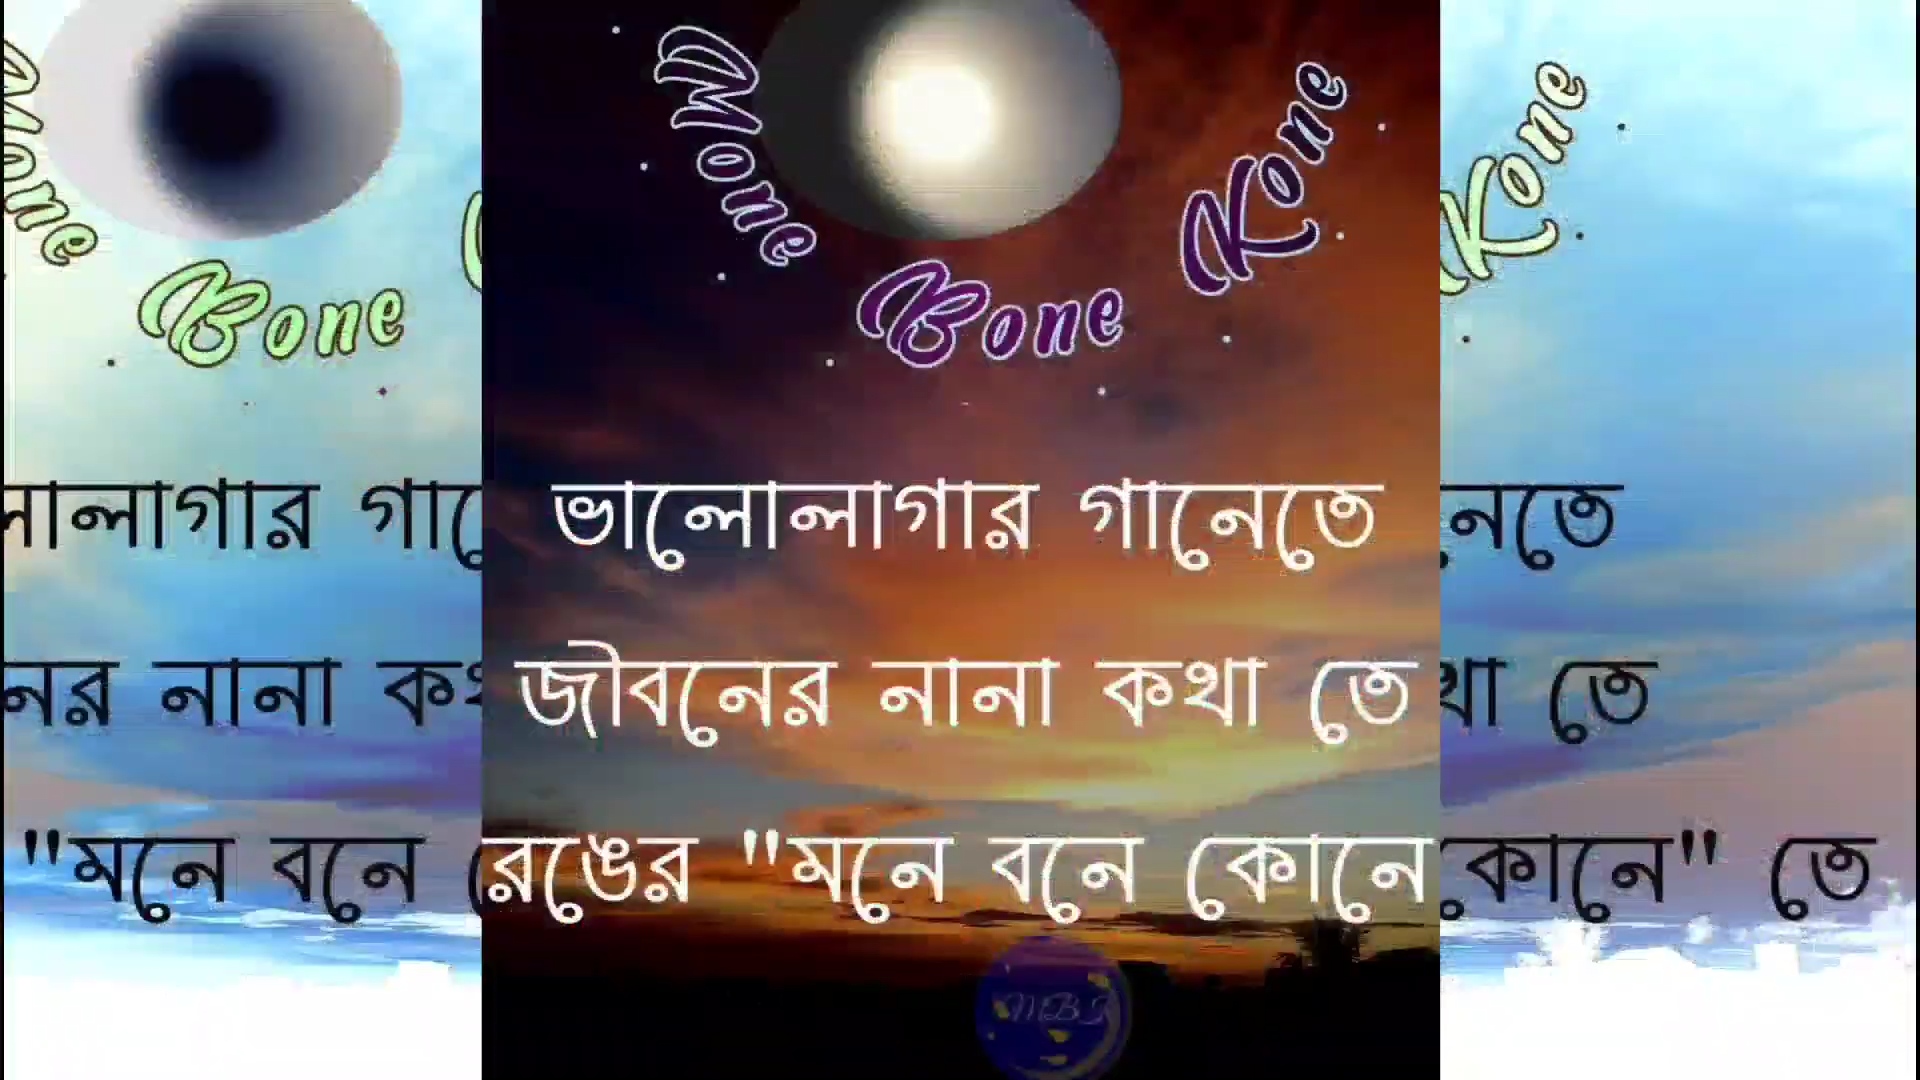 Mone Bone Kone
ভালোলাগার গানেতে
জীবনের নানা কথা তে
রঙের "মনে বনে কোনে" তে